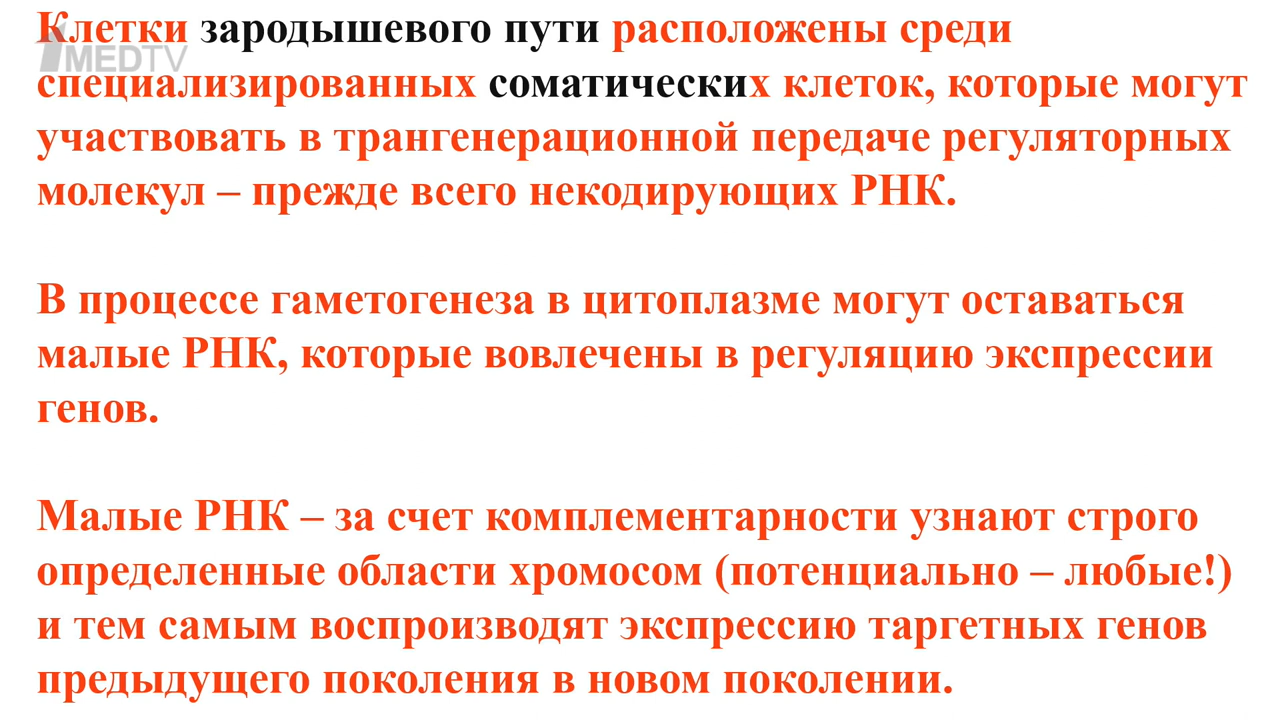 Клетки зародышевого пути расположены среди
1MEDTV
специализированных соматических клеток, которые могут
участвовать в трангенерационной передаче регуляторных
молекул – прежде всего некодирующих РНК.
В процессе гаметогенеза в цитоплазме могут оставаться
малые РНК, которые вовлечены в регуляцию экспрессии
генов.
Малые РНК – за счет комплементарности узнают строго
определенные области хромосом (потенциально – любые!)
и тем самым воспроизводят экспрессию таргетных генов
предыдущего поколения в новом поколении.